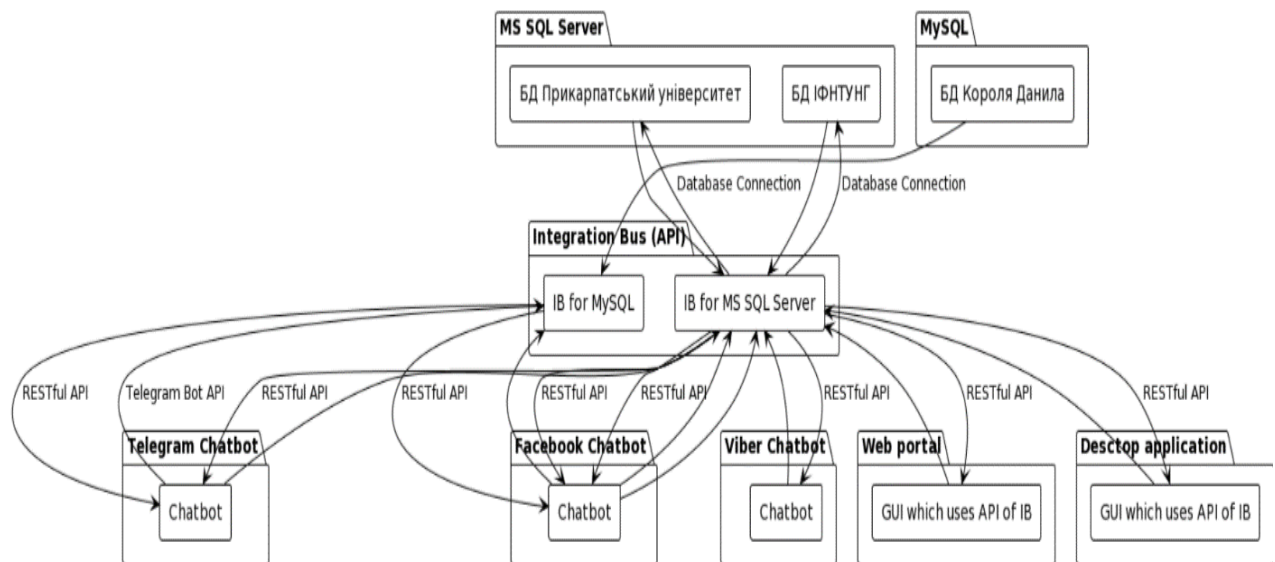 MS SQL Server
MySQL
БД Прикарпатський університет
БД ІФНТУНГ
БД Короля Данила
Database Connection
Database Connection
Integration Bus (API)
IB for MySQL
IB for MS SQL Server
RESTful API
Telegram Bot API
RESTful API
RESTful API
RESTful API
RESTful API
RESTful API
RESTful API
RESTful API
Telegram Chatbot
Facebook Chatbot
Viber Chatbot
Web portal
Desctop application
Chatbot
Chatbot
Chatbot
GUI which uses API of IB
GUI which uses API of IB